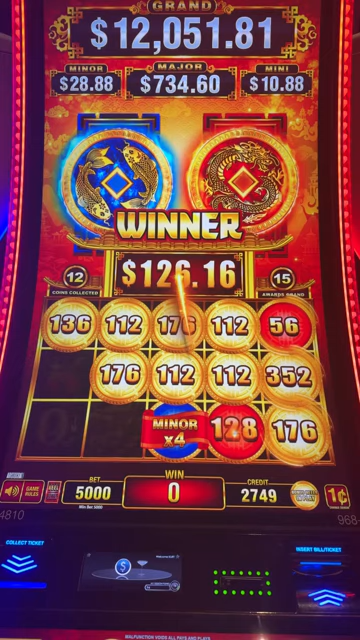 GRAND
$12,051.81
MINOR
$28.88
MAJOR
$734.60
MINI
$10.88
WINNER
$126.16
12
COINS COLLECTED
15
136 112 176 112 56
176 112 112 352
MINOR
x4
128 176
GAME
RULES
BET
5000
WIN
0
CREDIT
2749
1¢
4810
968
COLLECT TICKET
INSERT BILL/TICKET
MALFUNCTION VOIDS ALL PAYS AND PLAYS